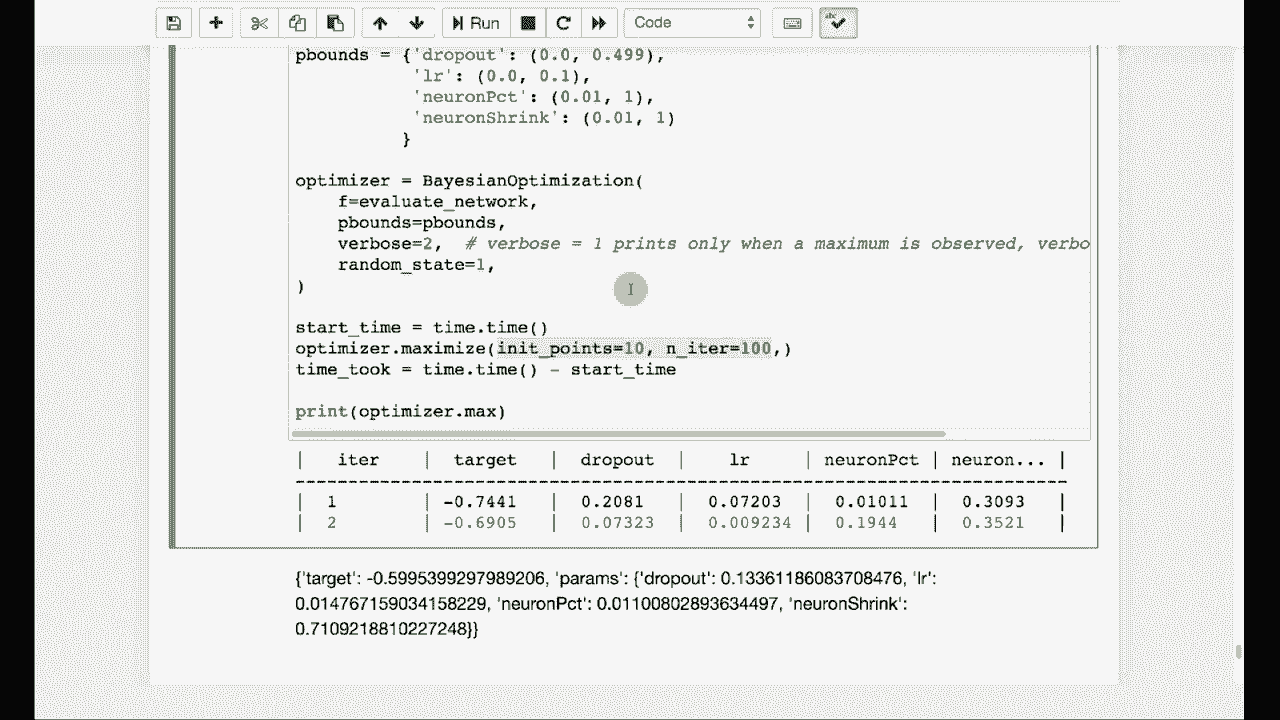 Run Code abc
pbounds = {'dropout': (0.0, 0.499),
'lr': (0.0, 0.1),
'neuronPct': (0.01, 1),
'neuronShrink': (0.01, 1)
}
optimizer = BayesianOptimization(
f=evaluate_network,
pbounds=pbounds,
verbose=2,  # verbose = 1 prints only when a maximum is observed, verbo
random_state=1,
)
start_time = time.time()
optimizer.maximize(init_points=10, n_iter=100,)
time_took = time.time() - start_time
print(optimizer.max)
| iter | target | dropout | lr | neuronPct | neuron... |
-------------------------------------------------------------------------
| 1 | -0.7441 | 0.2081 | 0.07203 | 0.01011 | 0.3093 |
| 2 | -0.6905 | 0.07323 | 0.009234 | 0.1944 | 0.3521 |
{'target': -0.5995399297989206, 'params': {'dropout': 0.13361186083708476, 'lr':
0.014767159034158229, 'neuronPct': 0.01100802893634497, 'neuronShrink':
0.7109218810227248}}